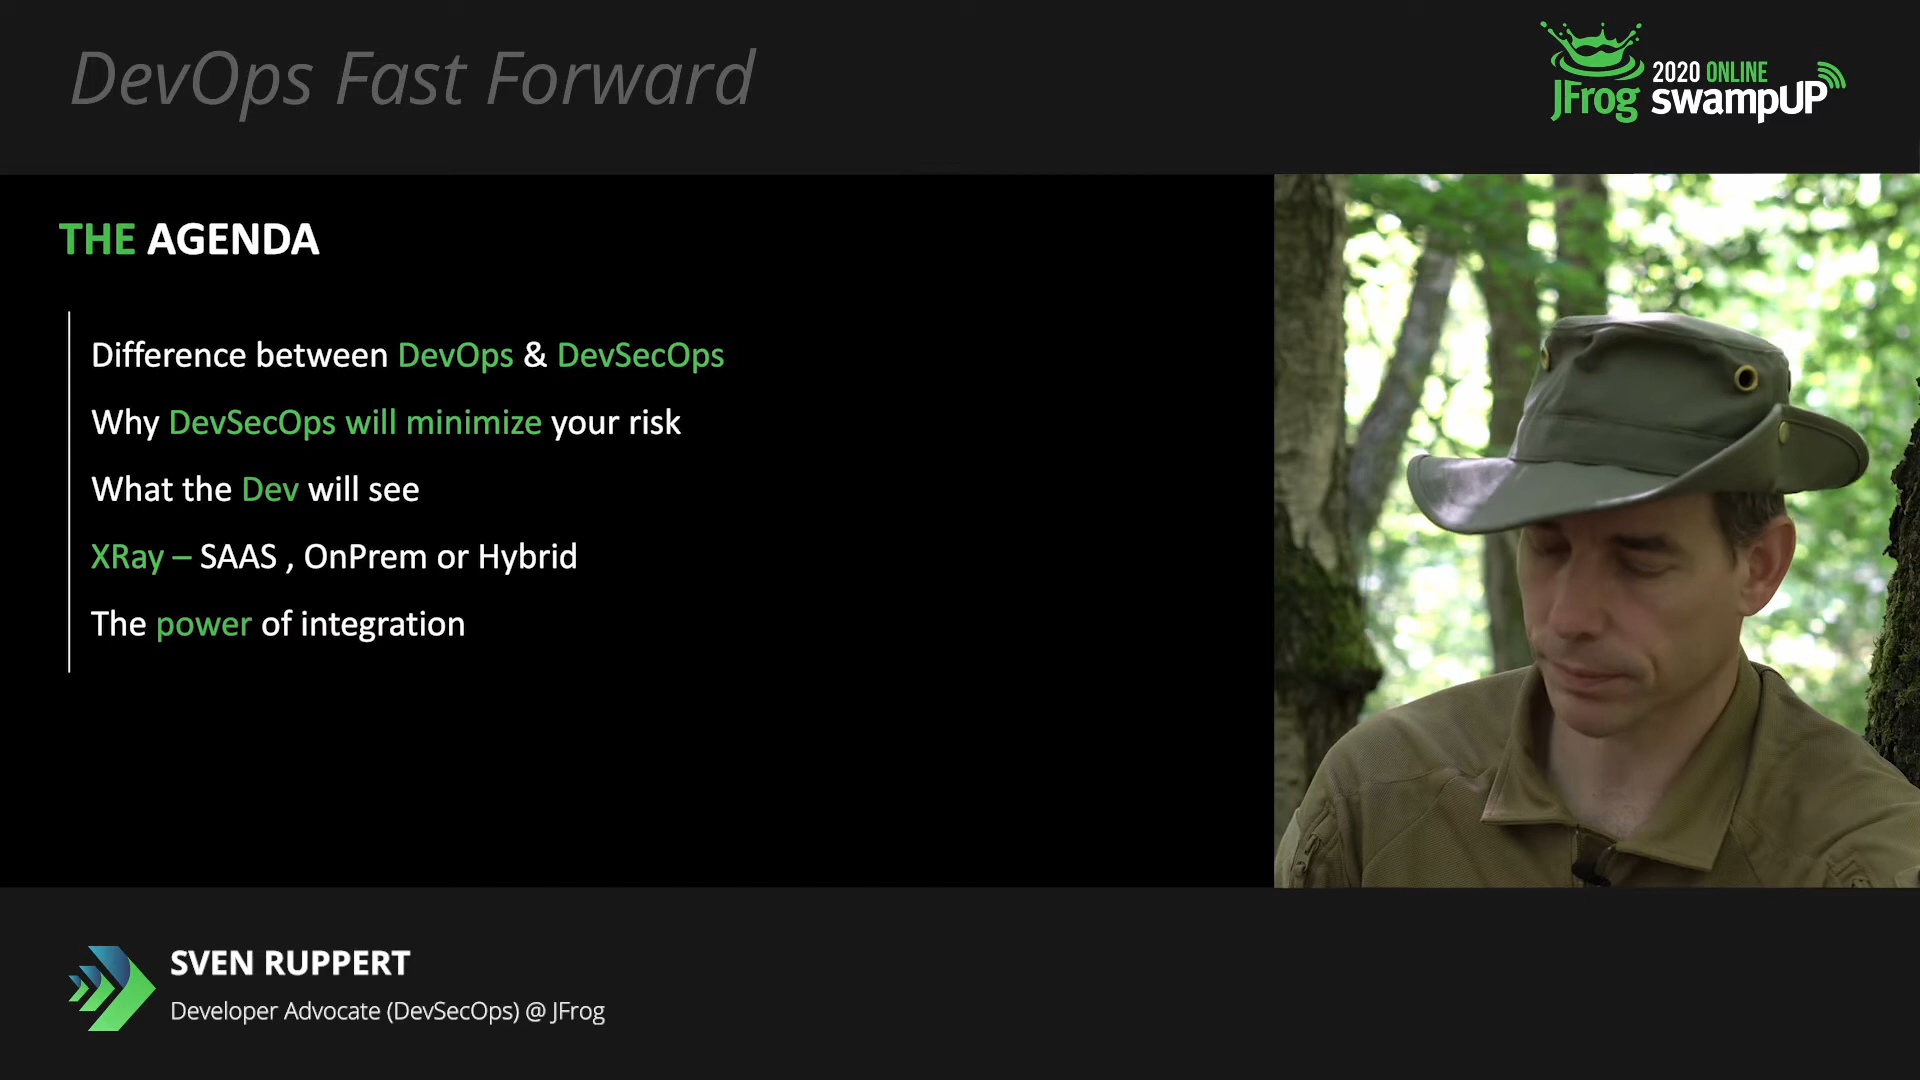 DevOps Fast Forward
2020 ONLINE
JFrog swampUP
THE AGENDA
Difference between DevOps & DevSecOps
Why DevSecOps will minimize your risk
What the Dev will see
XRay – SAAS , OnPrem or Hybrid
The power of integration
SVEN RUPPERT
Developer Advocate (DevSecOps) @ JFrog